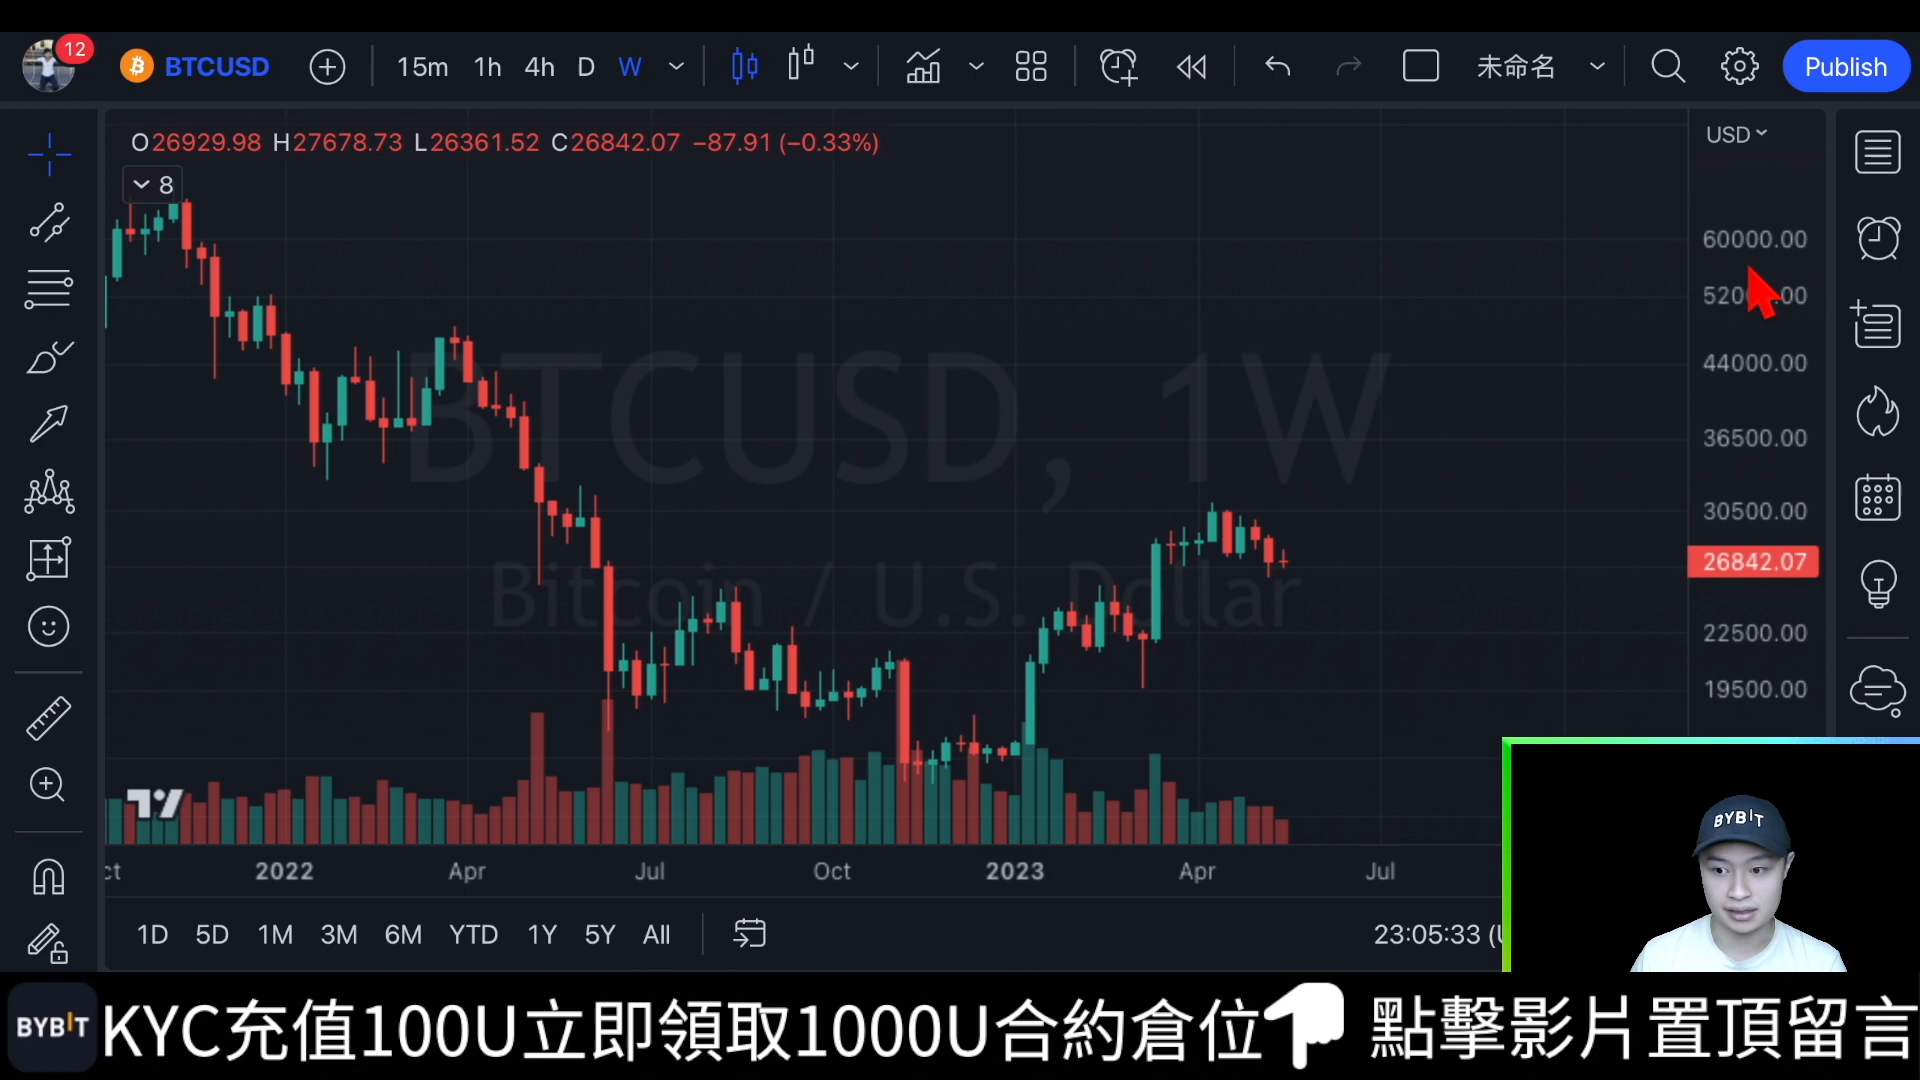 12
BTCUSD
15m 1h 4h D W
未命名
Publish
O26929.98 H27678.73 L26361.52 C26842.07 −87.91 (−0.33%)
8
USD
60000.00
44000.00
36500.00
30500.00
26842.07
22500.00
19500.00
BTCUSD, 1W
Bitcoin / U.S. Dollar
2022 Apr Jul Oct 2023 Apr Jul
1D 5D 1M 3M 6M YTD 1Y 5Y All
23:05:33
BYBIT
BYBIT KYC充值100U立即領取1000U合約倉位 點擊影片置頂留言